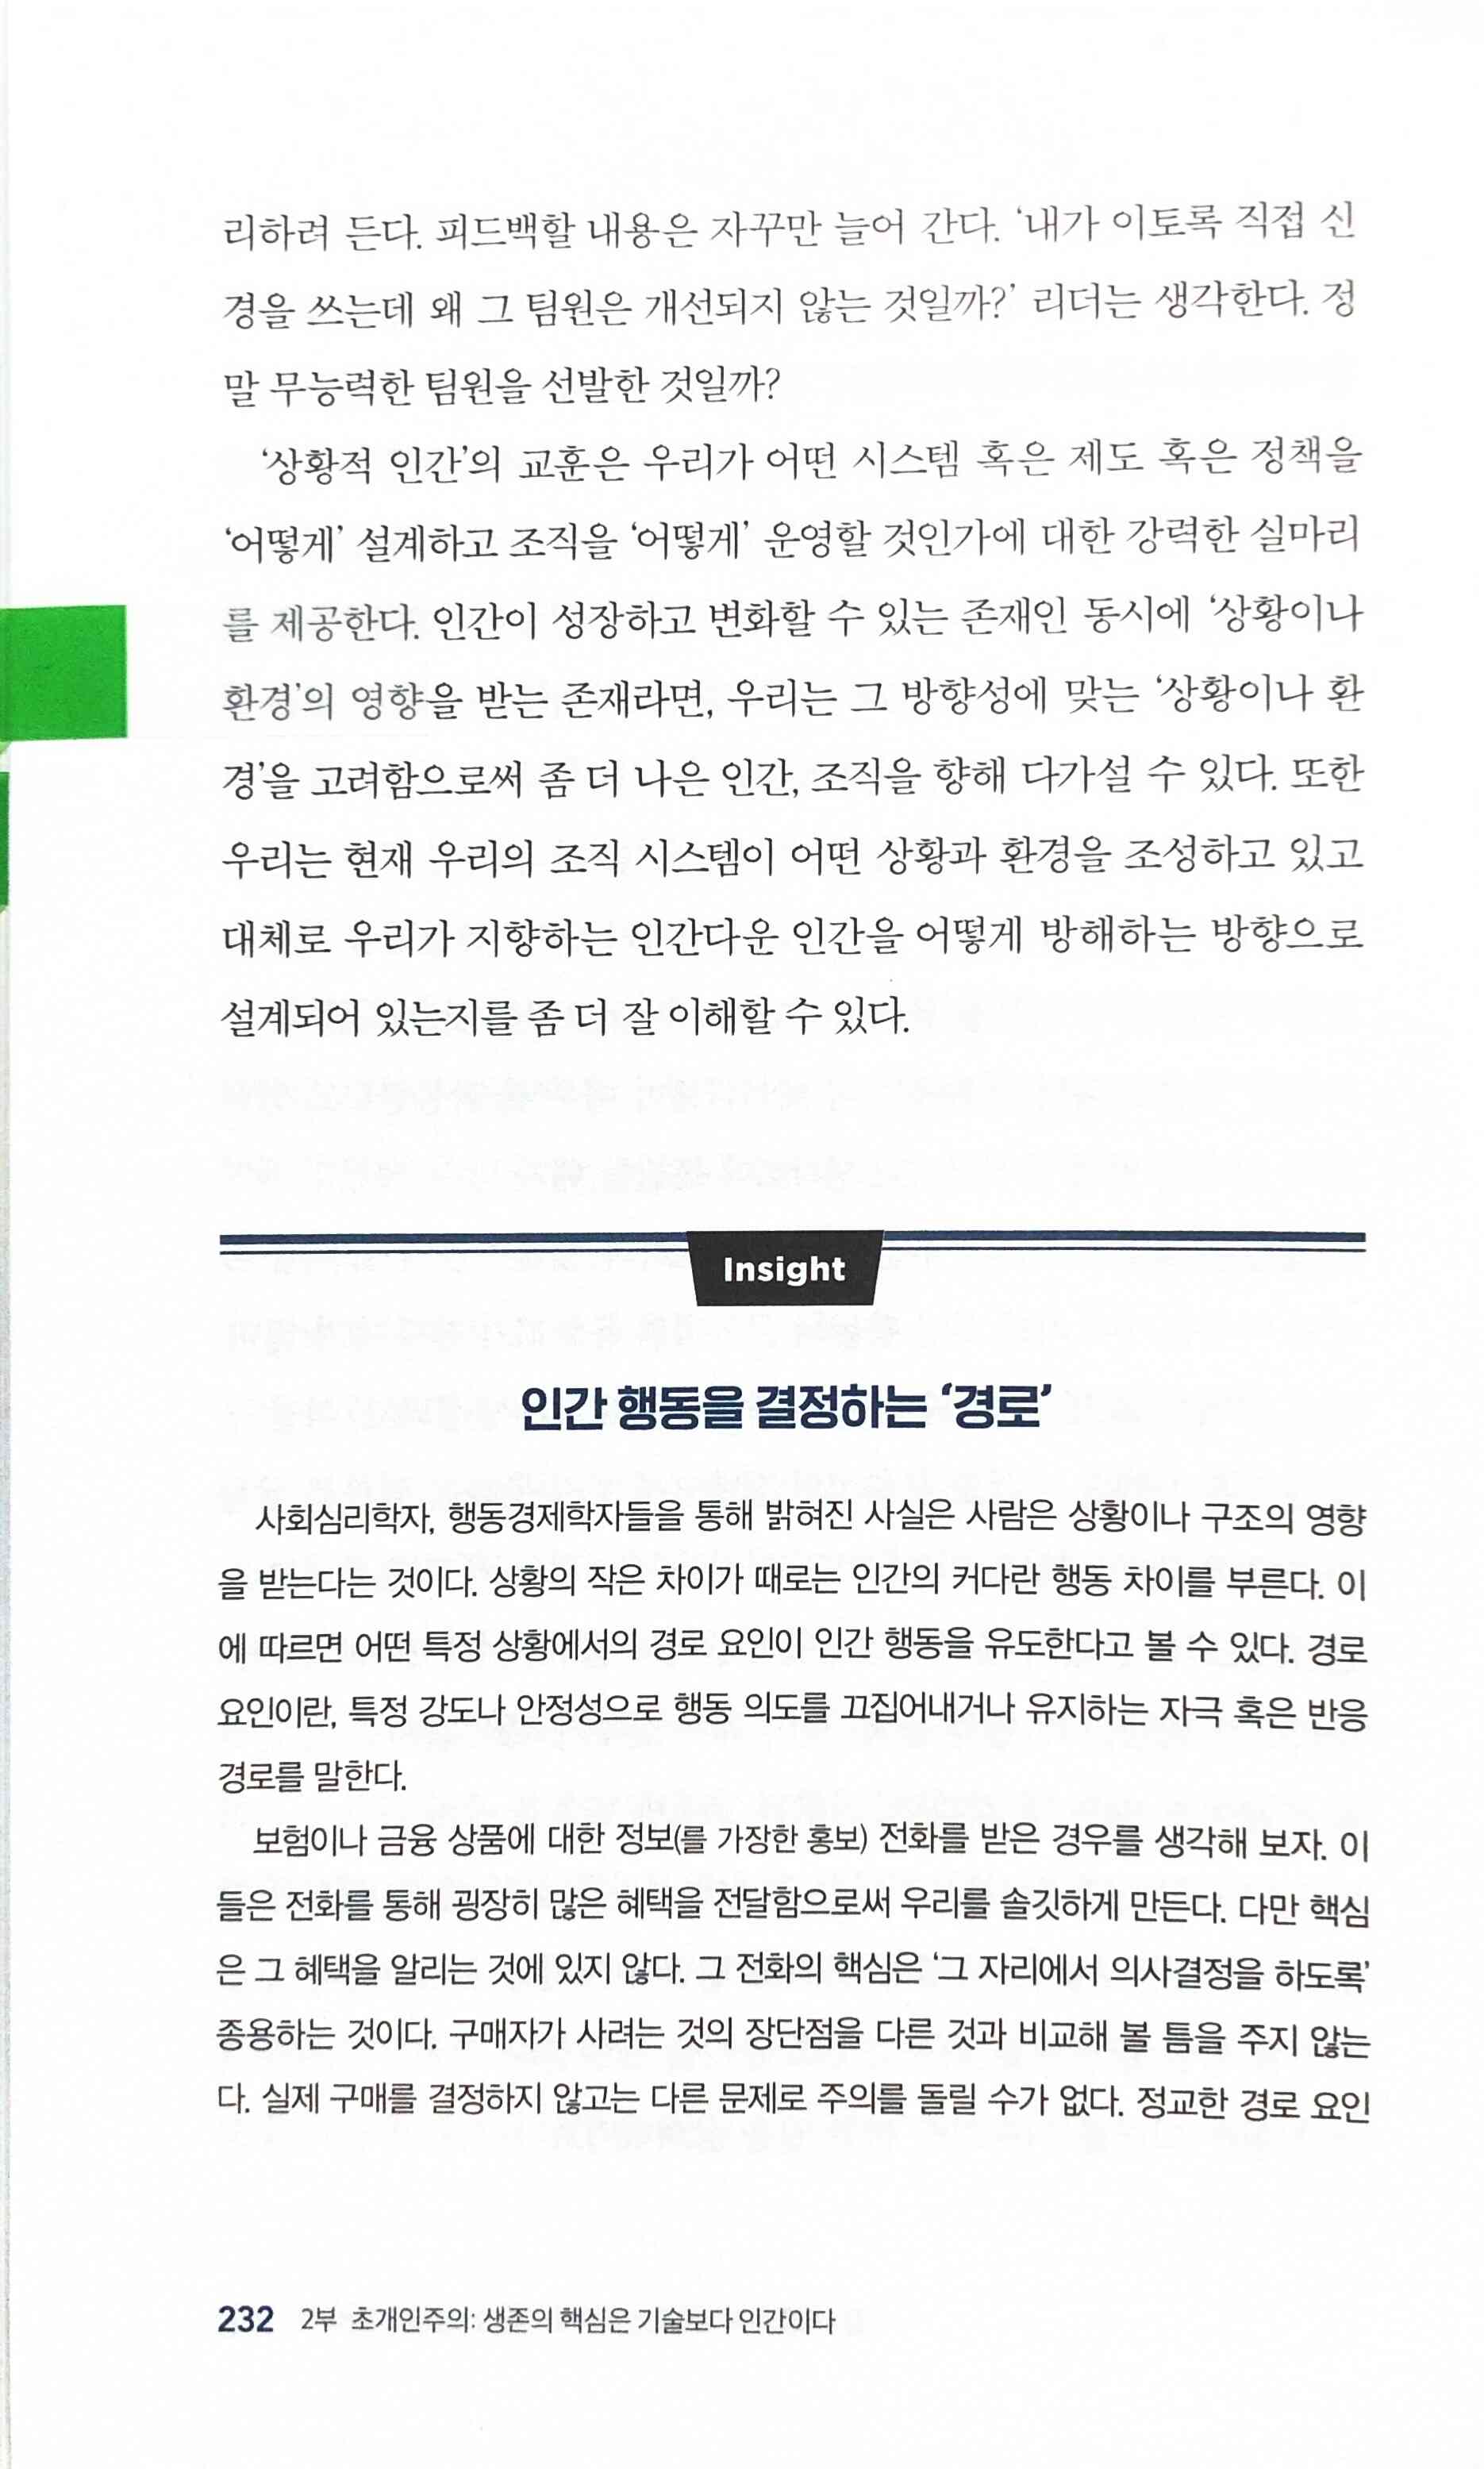 리하려 든다. 피드백할 내용은 자꾸만 늘어 간다. ‘내가 이토록 직접 신
경을 쓰는데 왜 그 팀원은 개선되지 않는 것일까?’ 리더는 생각한다. 정
말 무능력한 팀원을 선발한 것일까?
‘상황적 인간’의 교훈은 우리가 어떤 시스템 혹은 제도 혹은 정책을
‘어떻게’ 설계하고 조직을 ‘어떻게’ 운영할 것인가에 대한 강력한 실마리
를 제공한다. 인간이 성장하고 변화할 수 있는 존재인 동시에 ‘상황이나
환경’의 영향을 받는 존재라면, 우리는 그 방향성에 맞는 ‘상황이나 환
경’을 고려함으로써 좀 더 나은 인간, 조직을 향해 다가설 수 있다. 또한
우리는 현재 우리의 조직 시스템이 어떤 상황과 환경을 조성하고 있고
대체로 우리가 지향하는 인간다운 인간을 어떻게 방해하는 방향으로
설계되어 있는지를 좀 더 잘 이해할 수 있다.
Insight
인간 행동을 결정하는 ‘경로’
사회심리학자, 행동경제학자들을 통해 밝혀진 사실은 사람은 상황이나 구조의 영향
을 받는다는 것이다. 상황의 작은 차이가 때로는 인간의 커다란 행동 차이를 부른다. 이
에 따르면 어떤 특정 상황에서의 경로 요인이 인간 행동을 유도한다고 볼 수 있다. 경로
요인이란, 특정 강도나 안정성으로 행동 의도를 끄집어내거나 유지하는 자극 혹은 반응
경로를 말한다.
보험이나 금융 상품에 대한 정보(를 가장한 홍보) 전화를 받은 경우를 생각해 보자. 이
들은 전화를 통해 굉장히 많은 혜택을 전달함으로써 우리를 솔깃하게 만든다. 다만 핵심
은 그 혜택을 알리는 것에 있지 않다. 그 전화의 핵심은 ‘그 자리에서 의사결정을 하도록’
종용하는 것이다. 구매자가 사려는 것의 장단점을 다른 것과 비교해 볼 틈을 주지 않는
다. 실제 구매를 결정하지 않고는 다른 문제로 주의를 돌릴 수가 없다. 정교한 경로 요인
232 2부 초개인주의: 생존의 핵심은 기술보다 인간이다